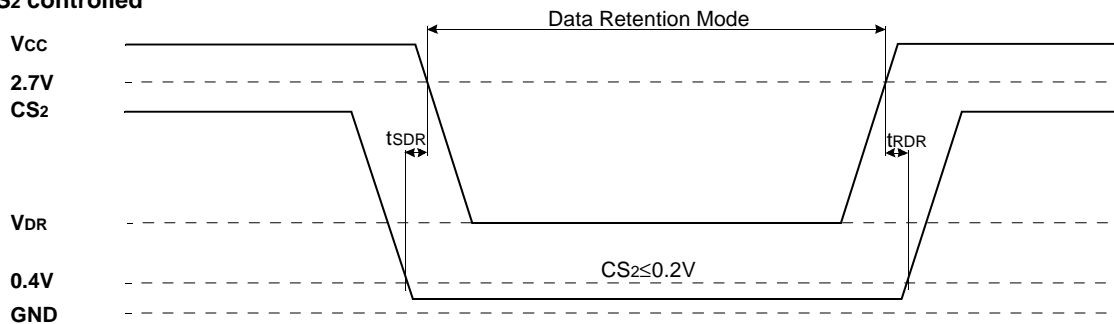 S2 controlled
Data Retention Mode
VCC
2.7V
CS2
tSDR
tRDR
VDR
0.4V
CS2≤0.2V
GND